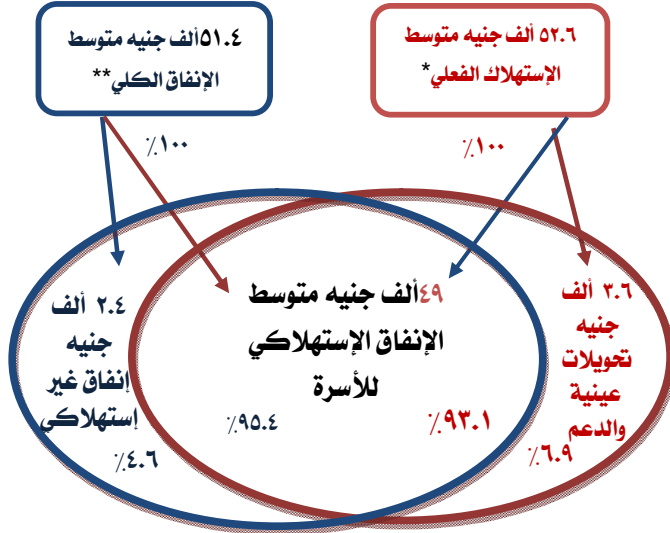 ٥٢.٦ ألف جنيه متوسط
الإستهلاك الفعلي*
٥١.٤ألف جنيه متوسط
الإنفاق الكلي**
٪١٠٠
٪١٠٠
٣.٦ ألف
جنيه
تحويلات
عينية
والدعم
٪٦.٩
٤٩ألف جنيه متوسط
الإنفاق الإستهلاكي
للأسرة
٪٩٣.١
٪٩٥.٤
٢.٤ ألف
جنيه
إنفاق غير
إستهلاكي
٪٤.٦